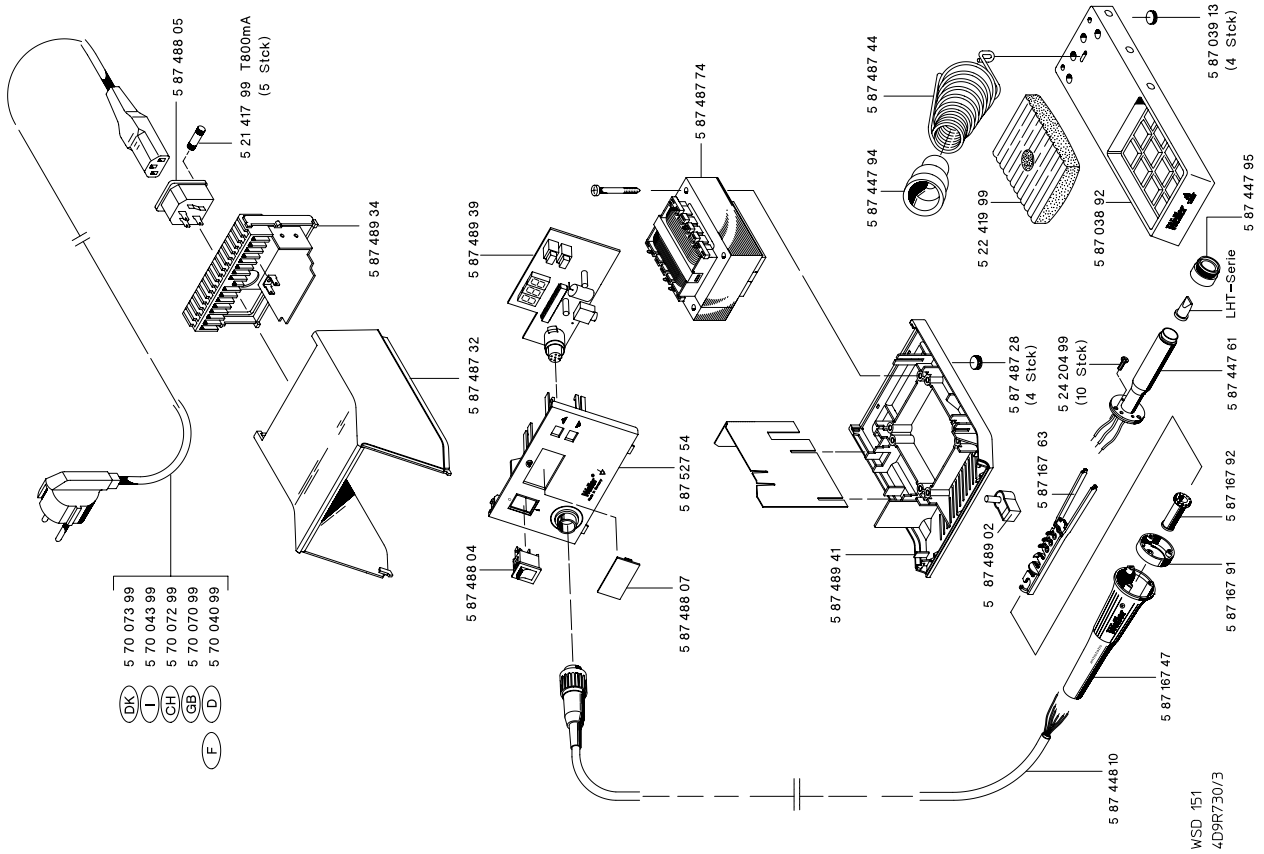 5 87 488 05
5 21 417 99 T800mA
(5 Stck)
5 87 489 34
5 87 487 32
DK 5 70 073 99
I 5 70 043 99
CH 5 70 072 99
GB 5 70 070 99
F D 5 70 040 99
5 87 489 39
5 87 487 74
5 87 527 54
Weller®
5 87 488 04
5 87 488 07
5 87 487 44
5 87 447 94
5 22 419 99
5 87 038 92
Weller
5 87 039 13
(4 Stck)
5 87 447 95
LHT-Serie
5 87 447 61
5 24 204 99
(10 Stck)
5 87 487 28
(4 Stck)
5 87 489 41
5 87 489 02
5 87 167 63
5 87 167 92
5 87 167 91
Weller®
5 87 167 47
5 87 448 10
WSD 151
4D9R730/3